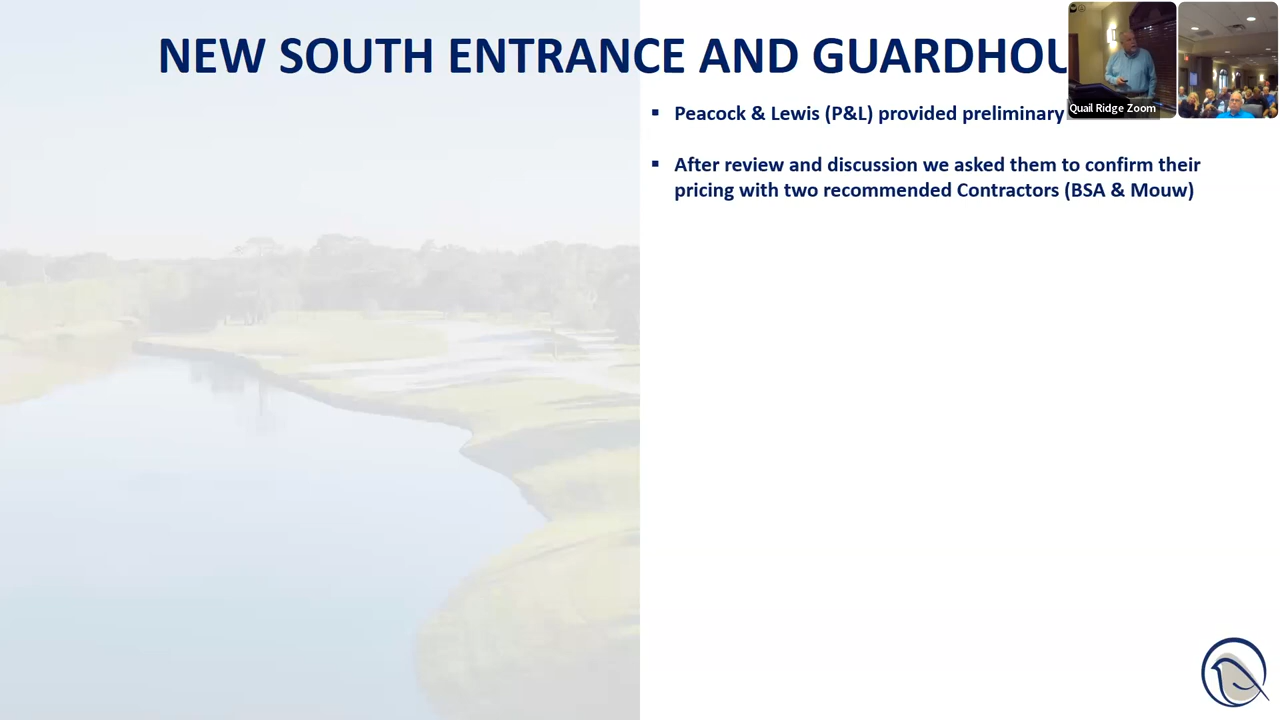 NEW SOUTH ENTRANCE AND GUARDHOU
Quail Ridge Zoom
▪ Peacock & Lewis (P&L) provided preliminary
▪ After review and discussion we asked them to confirm their
pricing with two recommended Contractors (BSA & Mouw)